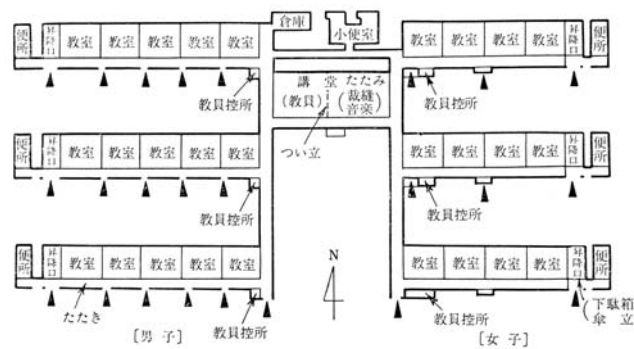 倉庫
小使室
便所 昇降口 教室 教室 教室 教室 教室
教室 教室 教室 教室 昇降口 便所
講堂 たたみ
(教員) (裁縫
音楽)
教員控所
教員控所
つい立
便所 昇降口 教室 教室 教室 教室 教室
教室 教室 教室 教室 昇降口 便所
教員控所
教員控所
便所 昇降口 教室 教室 教室 教室 教室
教室 教室 教室 教室 昇降口 便所
N
たたき
教員控所
教員控所
(下駄箱
傘立
[男子]
[女子]